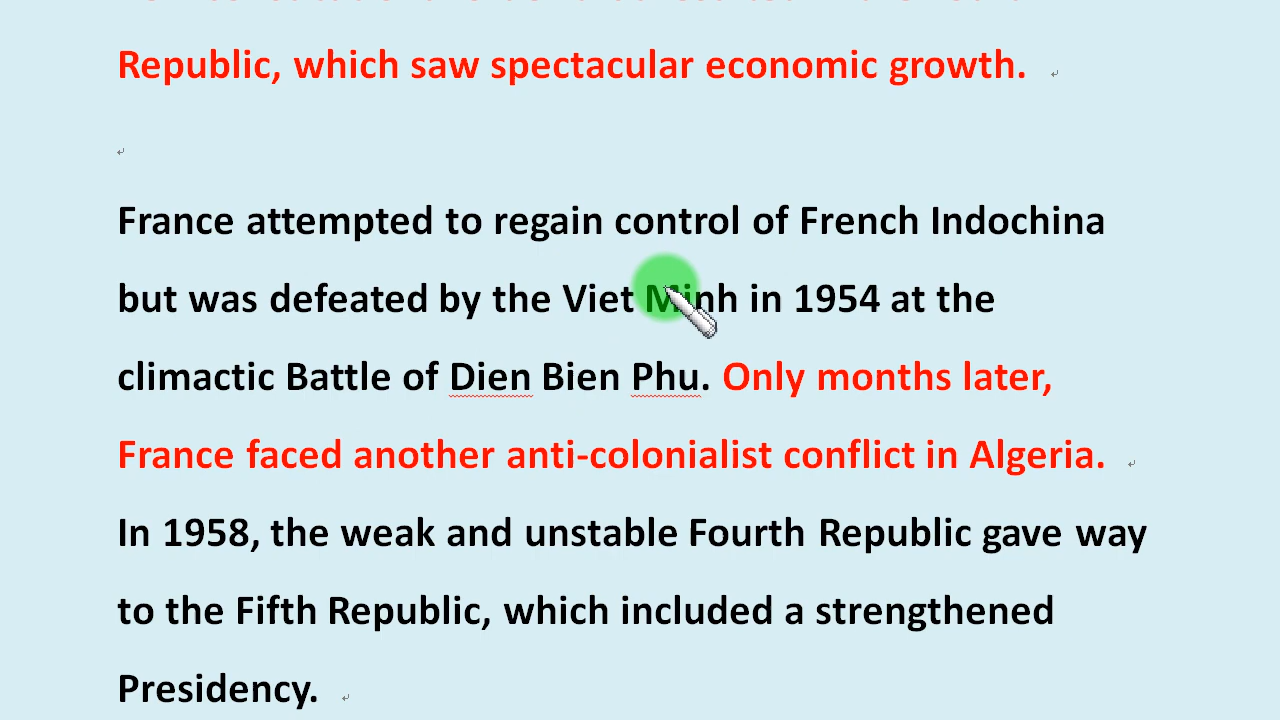 Republic, which saw spectacular economic growth.
France attempted to regain control of French Indochina
but was defeated by the Viet Minh in 1954 at the
climactic Battle of Dien Bien Phu. Only months later,
France faced another anti-colonialist conflict in Algeria.
In 1958, the weak and unstable Fourth Republic gave way
to the Fifth Republic, which included a strengthened
Presidency.